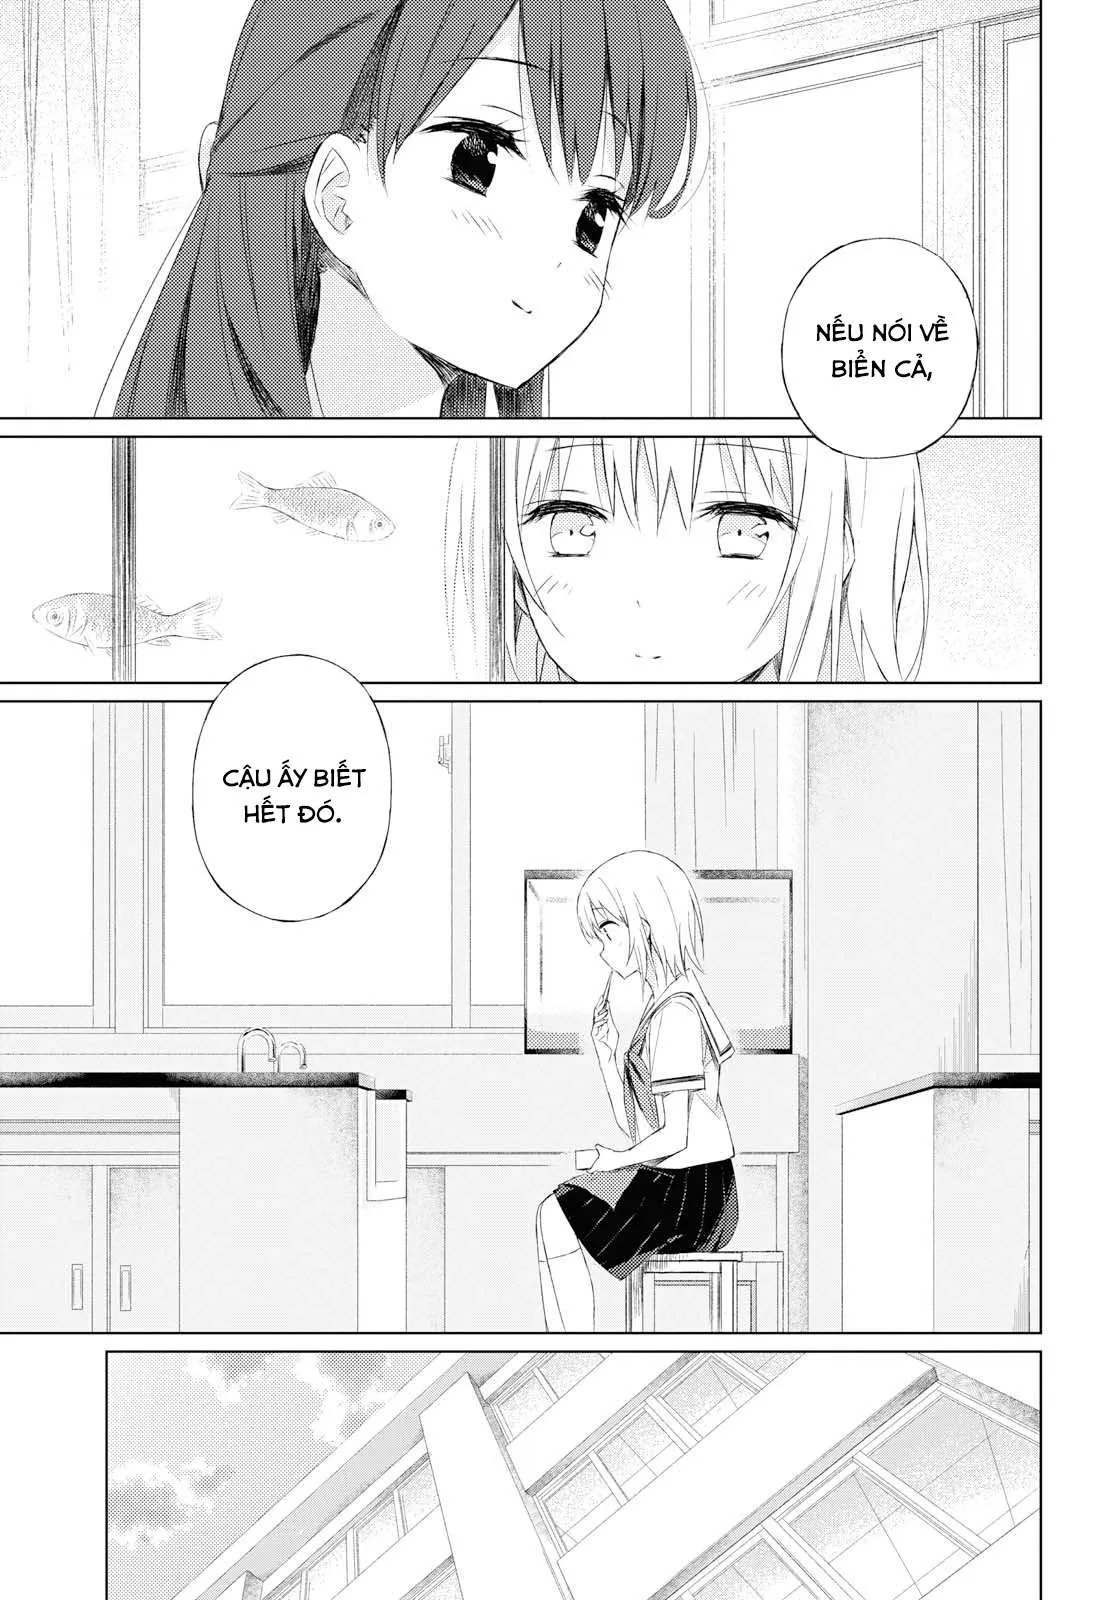 NẾU NÓI VỀ
BIỂN CẢ,
CẬU ẤY BIẾT
HẾT ĐÓ.